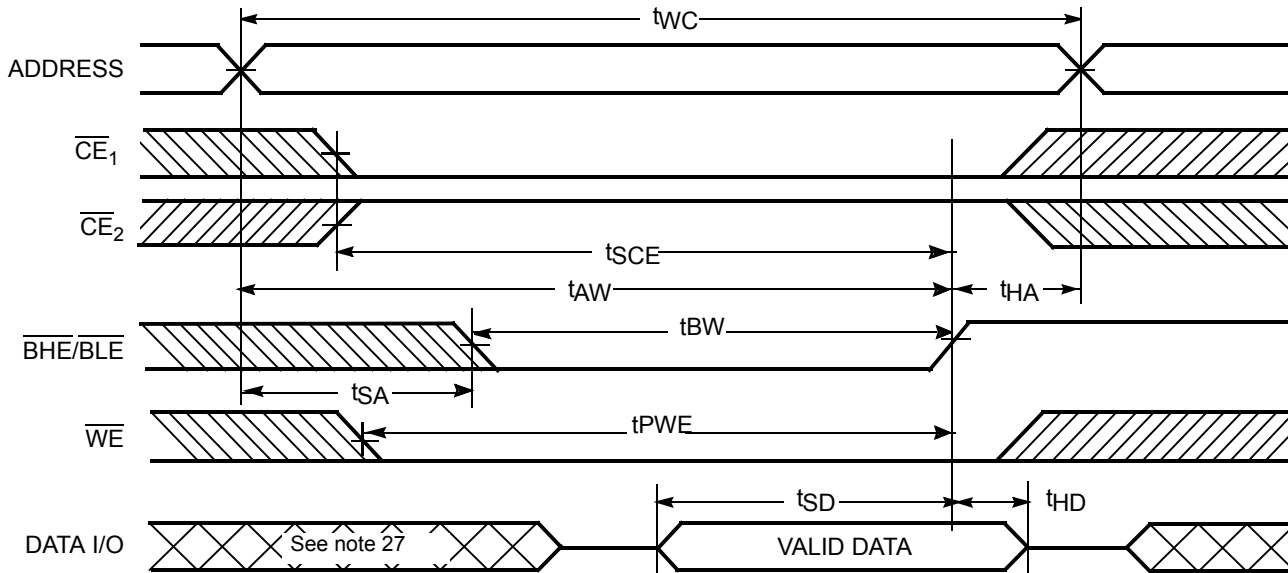 tWC
ADDRESS
CE1
CE2
tSCE
tAW
tHA
BHE/BLE
tBW
tSA
WE
tPWE
tSD
tHD
DATA I/O
See note 27
VALID DATA